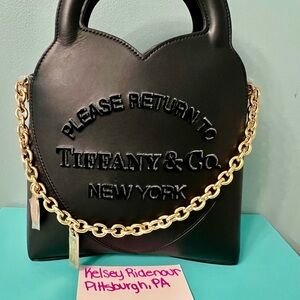 PLEASE RETURN TO
TIFFANY & CO.
NEW YORK
Kelsey Ridenour
Pittsburgh, PA